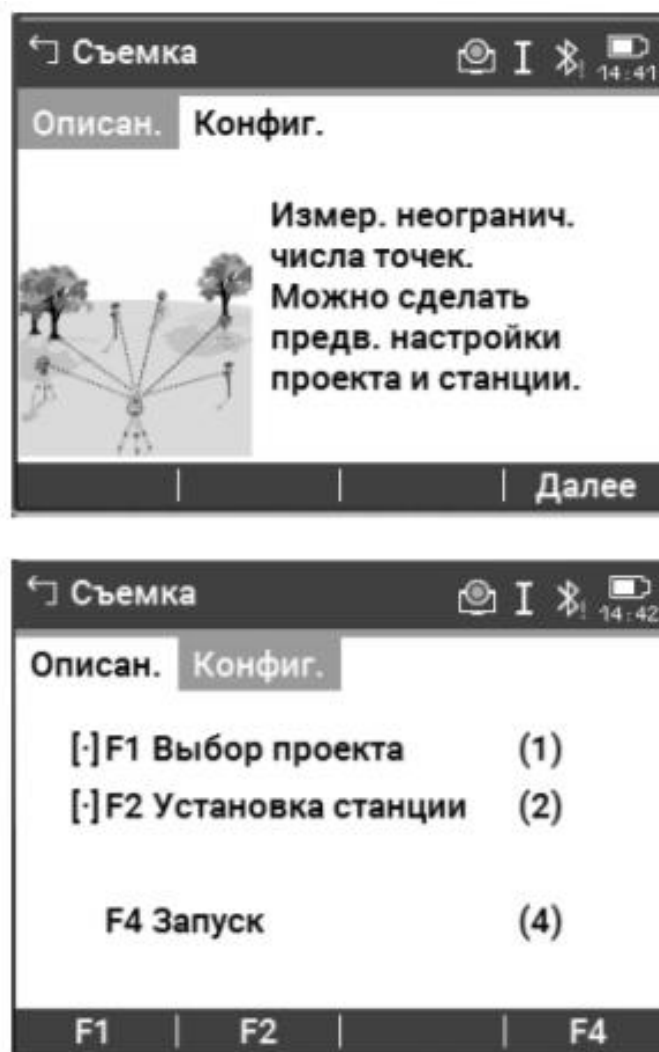 Съемка
I
14:41
Описан. Конфиг.
Измер. неогранич.
числа точек.
Можно сделать
предв. настройки
проекта и станции.
Далее
Съемка
I
14:42
Описан. Конфиг.
[·] F1 Выбор проекта (1)
[·] F2 Установка станции (2)
F4 Запуск (4)
F1 F2 F4